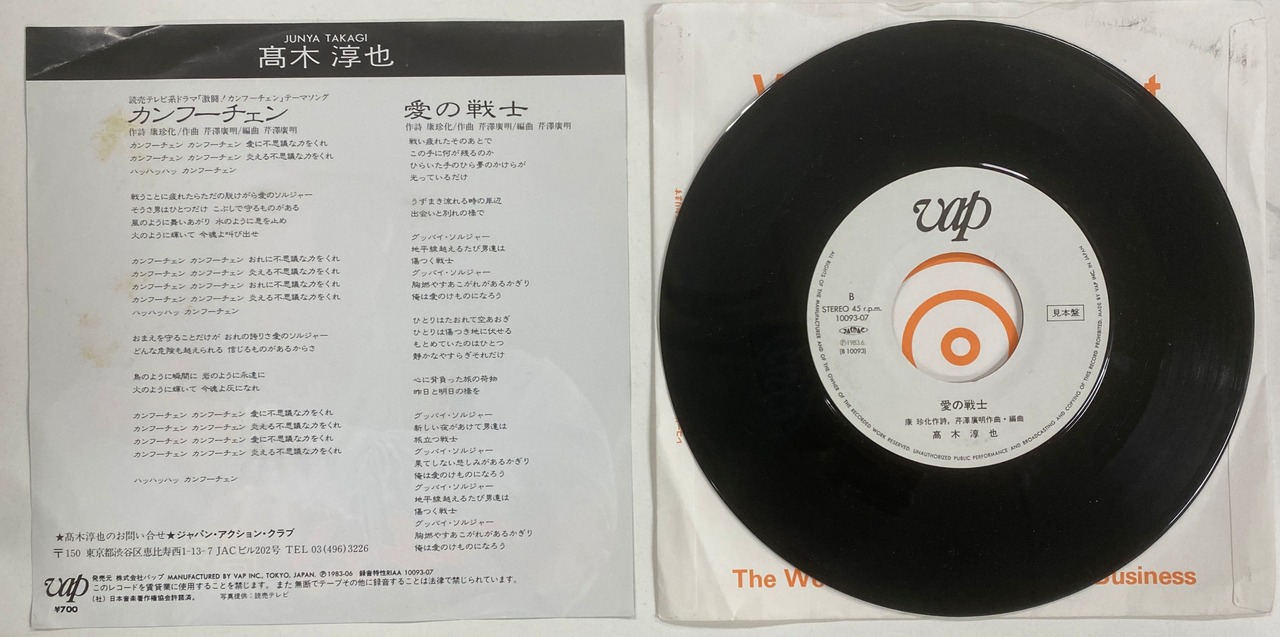 JUNYA TAKAGI
髙木 淳也
読売テレビ系ドラマ「激闘!カンフーチェン」テーマソング
カンフーチェン
作詩 康珍化/作曲 芹澤廣明/編曲 芹澤廣明
カンフーチェン カンフーチェン 愛に不思議な力をくれ
カンフーチェン カンフーチェン 炎える不思議な力をくれ
ハッハッハッ カンフーチェン
戦うことに疲れたらただの脱けがら愛のソルジャー
そうさ男はひとつだけ こぶしで守るものがある
風のように舞いあがり 水のように息を止め
火のように輝いて 今魂よ叫び出せ
カンフーチェン カンフーチェン おれに不思議な力をくれ
カンフーチェン カンフーチェン 炎える不思議な力をくれ
カンフーチェン カンフーチェン おれに不思議な力をくれ
カンフーチェン カンフーチェン 炎える不思議な力をくれ
ハッハッハッ カンフーチェン
おまえを守ることだけが おれの誇りさ愛のソルジャー
どんな危険も越えられる 信じるものがあるからさ
鳥のように瞬間に 岩のように永遠に
火のように輝いて 今魂よ灰になれ
カンフーチェン カンフーチェン 愛に不思議な力をくれ
カンフーチェン カンフーチェン 炎える不思議な力をくれ
カンフーチェン カンフーチェン 愛に不思議な力をくれ
カンフーチェン カンフーチェン 炎える不思議な力をくれ
ハッハッハッ カンフーチェン
愛の戦士
作詩 康珍化/作曲 芹澤廣明/編曲 芹澤廣明
戦い疲れたそのあとで
この手に何が残るのか
ひらいた手のひら夢のかけらが
光っているだけ
うずまき流れる時の岸辺
出会いと別れの橋で
グッバイ・ソルジャー
地平線越えるたび男達は
傷つく戦士
グッバイ・ソルジャー
胸燃やすあこがれがあるかぎり
俺は愛のけものになろう
ひとりはたおれて空あおぎ
ひとりは傷つき地に伏せる
もとめていたのはひとつ
静かなやすらぎそれだけ
心に背負った旅の荷物
昨日と明日の橋を
グッバイ・ソルジャー
新しい夜があけて男達は
旅立つ戦士
グッバイ・ソルジャー
果てしない悲しみがあるかぎり
俺は愛のけものになろう
グッバイ・ソルジャー
地平線越えるたび男達は
傷つく戦士
グッバイ・ソルジャー
胸燃やすあこがれがあるかぎり
俺は愛のけものになろう
★髙木淳也のお問い合せ★ジャパン・アクション・クラブ
〒150 東京都渋谷区恵比寿西1-13-7 JACビル202号 TEL 03(496)3226
vap
¥700
発売元 株式会社バップ MANUFACTURED BY VAP INC., TOKYO, JAPAN. ℗1983-06 録音特性RIAA 10093-07
このレコードを賃貸業に使用することを禁じます。また無断でテープその他に録音することは法律で禁じられています。
(社)日本音楽著作権協会許諾済。 写真提供:読売テレビ
vap
B
STEREO 45 r.p.m.
10093-07
JASRAC
℗1983.6
(B 10093)
見本盤
愛の戦士
康 珍化作詩, 芹澤廣明作曲・編曲
髙木淳也
ALL RIGHTS OF THE MANUFACTURER AND OF THE OWNER OF THE RECORDED WORK RESERVED. UNAUTHORIZED PUBLIC PERFORMANCE AND BROADCASTING AND COPYING OF THIS RECORD PROHIBITED. MADE BY VAP INC. IN JAPAN
The We
Business